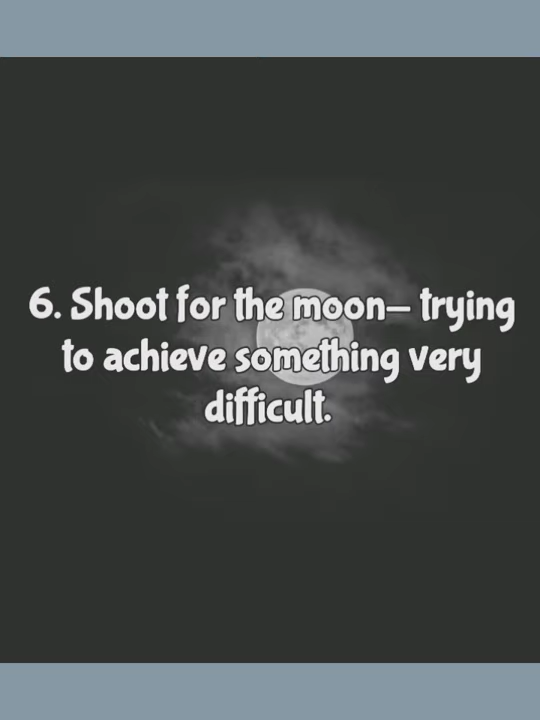 6. Shoot for the moon— trying
to achieve something very
difficult.